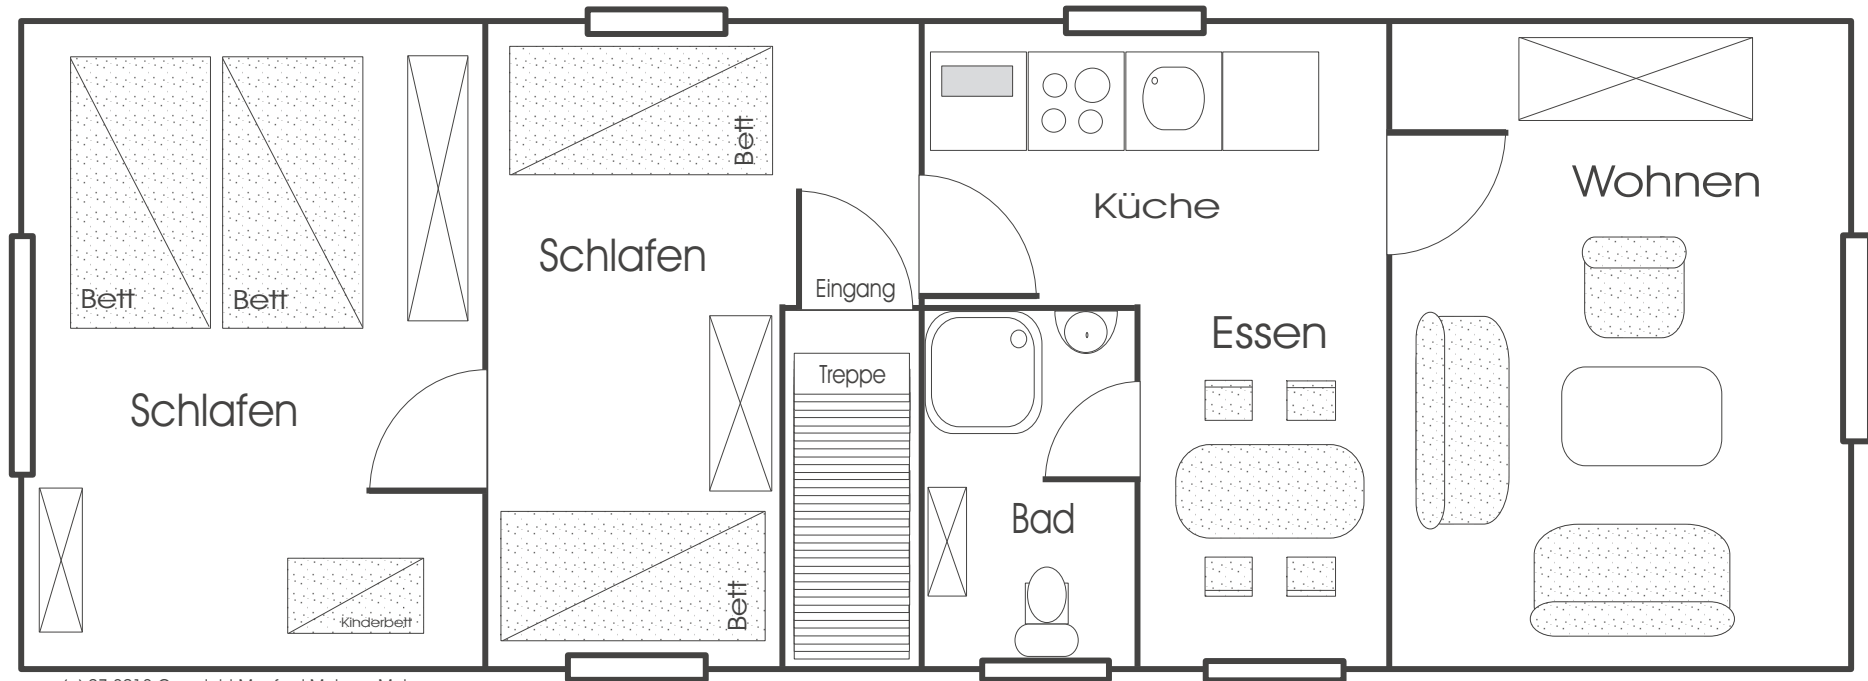 Bett
Bett
Schlafen
Kinderbett
Bett
Schlafen
Bett
Eingang
Treppe
Küche
Essen
Bad
Wohnen